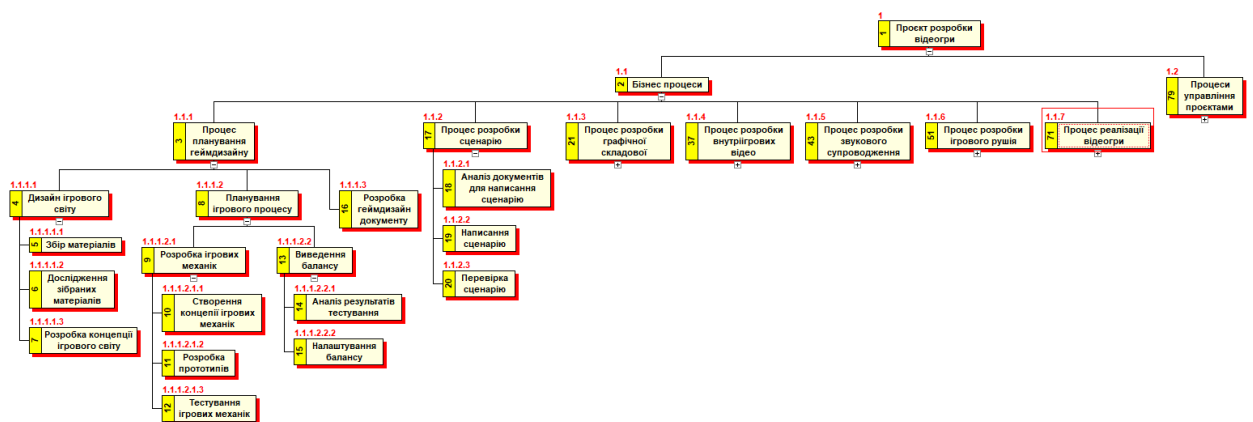 1
1
Проєкт розробки
відеогри
1.1
2
Бізнес процеси
1.2
79
Процеси
управління
проєктами
1.1.1
3
Процес
планування
геймдизайну
1.1.2
17
Процес розробки
сценарію
1.1.3
21
Процес розробки
графічної
складової
1.1.4
37
Процес розробки
внутріігрових
відео
1.1.5
43
Процес розробки
звукового
супроводження
1.1.6
51
Процес розробки
ігрового рушія
1.1.7
71
Процес реалізації
відеогри
1.1.1.1
4
Дизайн ігрового
світу
1.1.1.2
8
Планування
ігрового процесу
1.1.1.3
16
Розробка
геймдизайн
документу
1.1.2.1
18
Аналіз документів
для написання
сценарію
1.1.2.2
19
Написання
сценарію
1.1.2.3
20
Перевірка
сценарію
1.1.1.1.1
5
Збір матеріалів
1.1.1.1.2
6
Дослідження
зібраних
матеріалів
1.1.1.1.3
7
Розробка концепції
ігрового світу
1.1.1.2.1
9
Розробка ігрових
механік
1.1.1.2.2
13
Виведення
балансу
1.1.1.2.1.1
10
Створення
концепії ігрових
механік
1.1.1.2.1.2
11
Розробка
прототипів
1.1.1.2.1.3
12
Тестування
ігрових механік
1.1.1.2.2.1
14
Аналіз результатів
тестування
1.1.1.2.2.2
15
Налаштування
балансу